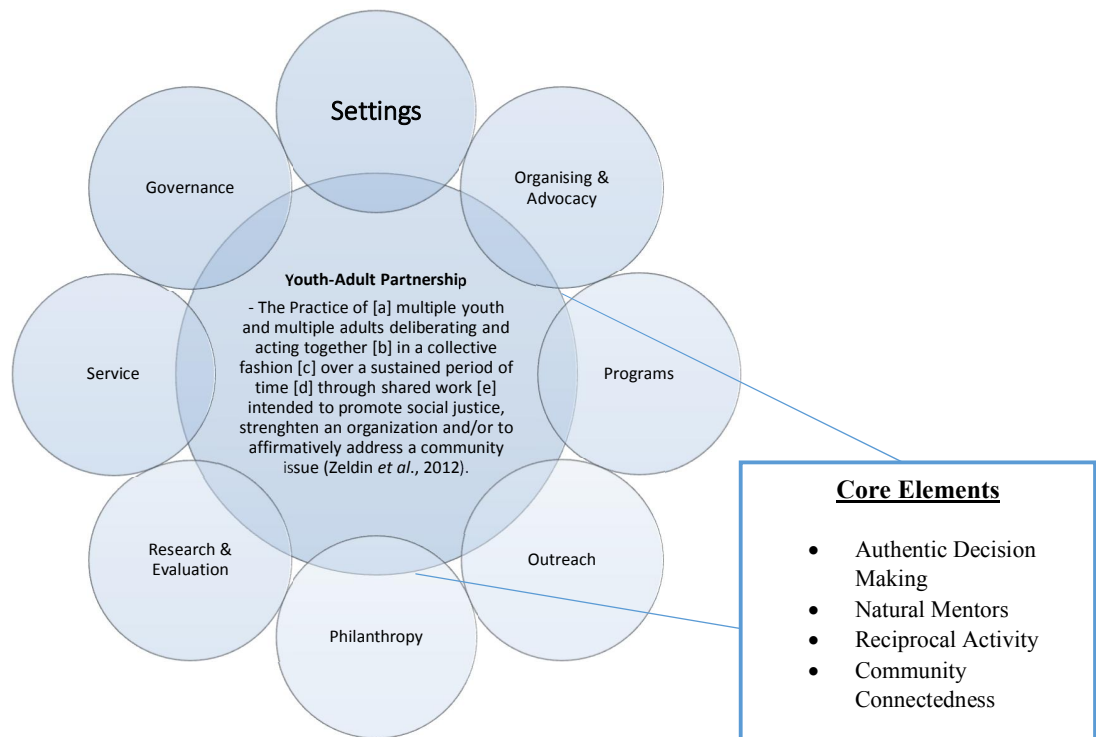 Settings
Organising &
Advocacy
Programs
Outreach
Philanthropy
Research &
Evaluation
Service
Governance
Youth-Adult Partnership
- The Practice of [a] multiple youth
and multiple adults deliberating and
acting together [b] in a collective
fashion [c] over a sustained period of
time [d] through shared work [e]
intended to promote social justice,
strenghten an organization and/or to
affirmatively address a community
issue (Zeldin et al., 2012).
Core Elements
• Authentic Decision
Making
• Natural Mentors
• Reciprocal Activity
• Community
Connectedness